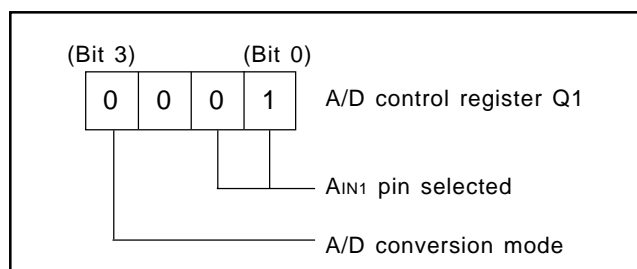 (Bit 3) (Bit 0)
0 0 0 1 A/D control register Q1
AIN1 pin selected
A/D conversion mode